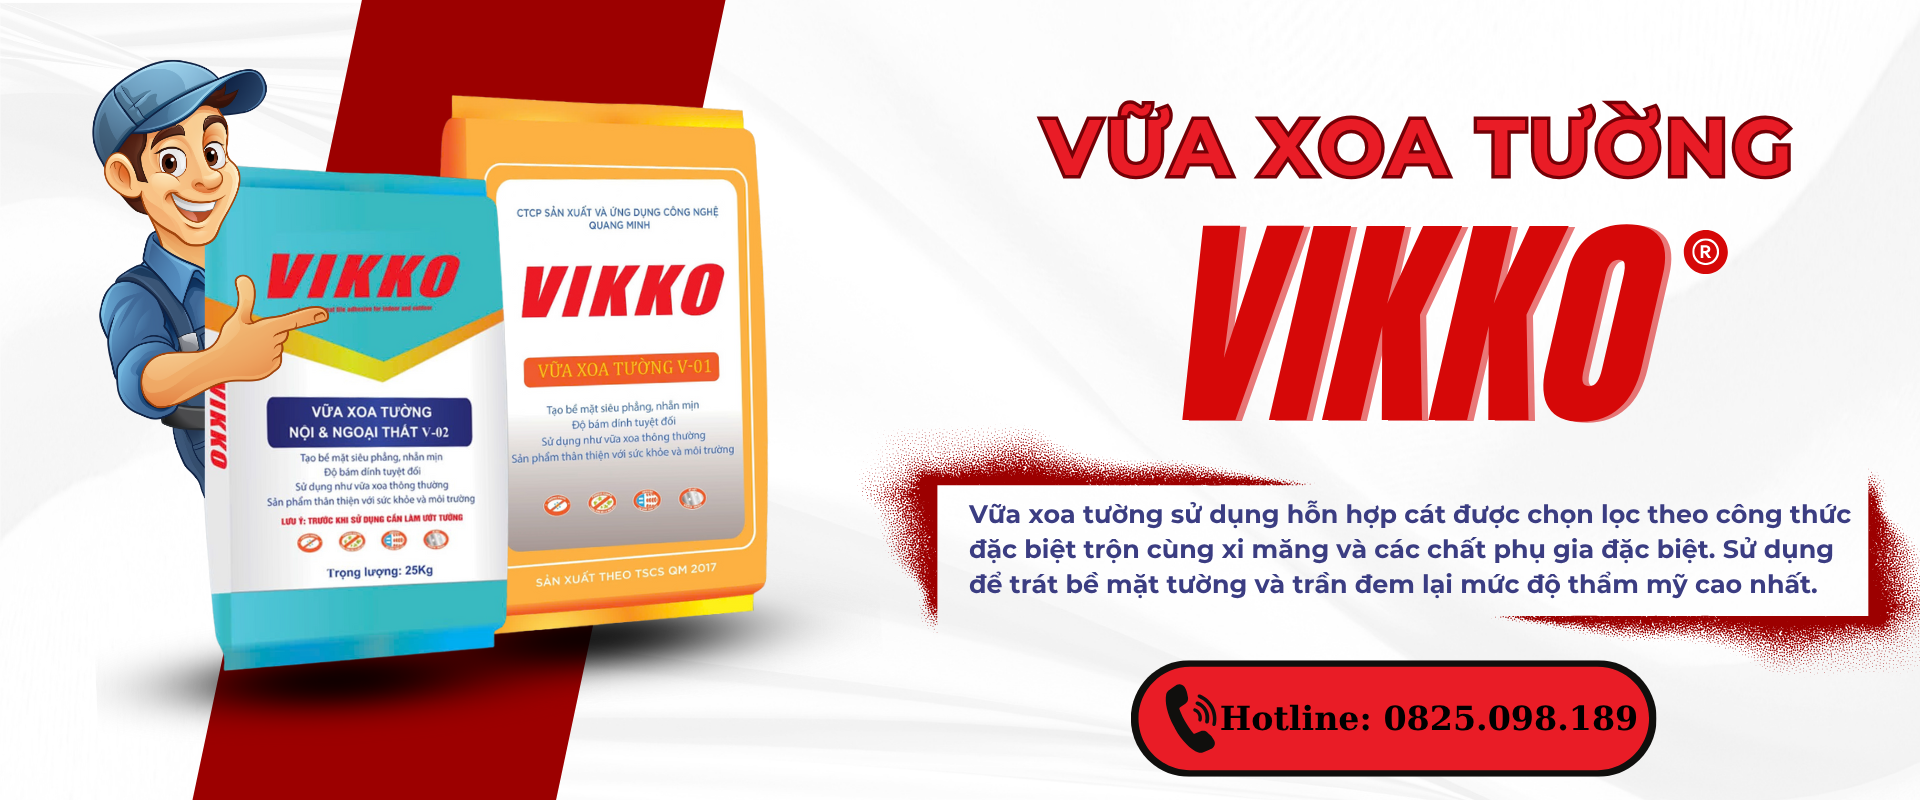 VỮA XOA TƯỜNG
VIKKO®
Vữa xoa tường sử dụng hỗn hợp cát được chọn lọc theo công thức
đặc biệt trộn cùng xi măng và các chất phụ gia đặc biệt. Sử dụng
để trát bề mặt tường và trần đem lại mức độ thẩm mỹ cao nhất.
Hotline: 0825.098.189
CTCP SẢN XUẤT VÀ ỨNG DỤNG CÔNG NGHỆ
QUANG MINH
VIKKO
VỮA XOA TƯỜNG V-01
Tạo bề mặt siêu phẳng, nhẵn mịn
Độ bám dính tuyệt đối
Sử dụng như vữa xoa thông thường
Sản phẩm thân thiện với sức khỏe và môi trường
SẢN XUẤT THEO TSCS QM 2017
VIKKO
tile adhesive for indoor and outdoor
VIKKO
VỮA XOA TƯỜNG
NỘI & NGOẠI THẤT V-02
Tạo bề mặt siêu phẳng, nhẵn mịn
Độ bám dính tuyệt đối
Sử dụng như vữa xoa thông thường
Sản phẩm thân thiện với sức khỏe và môi trường
LƯU Ý: TRƯỚC KHI SỬ DỤNG CẦN LÀM ƯỚT TƯỜNG
Trọng lượng: 25Kg